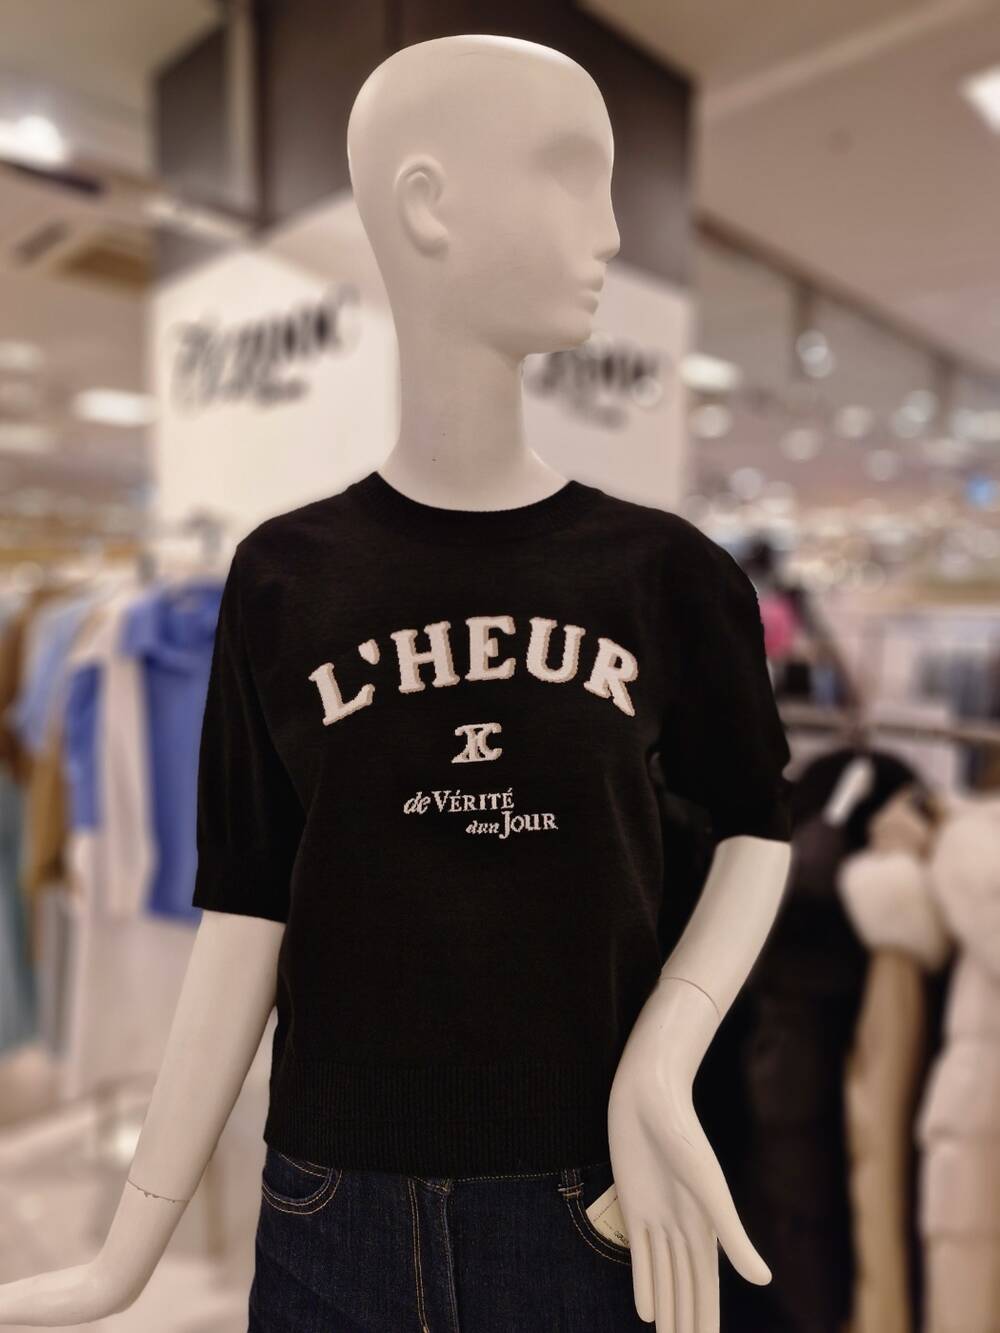 L'HEUR
de VÉRITÉ
dun JOUR